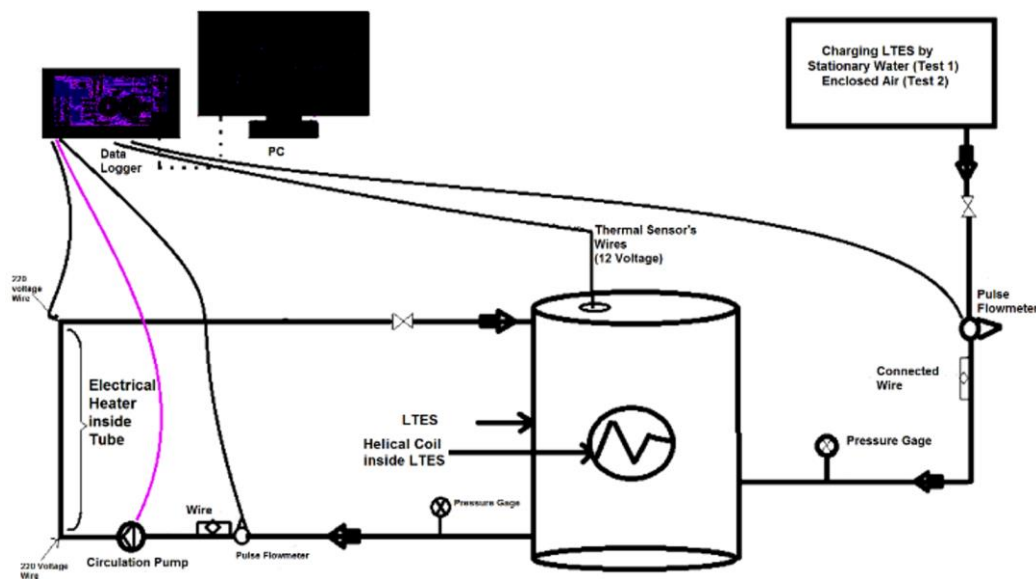 Charging LTES by
Stationary Water (Test 1)
Enclosed Air (Test 2)
Data
Logger
PC
Thermal Sensor's
Wires
(12 Voltage)
220
voltage
Wire
Pulse
Flowmeter
Electrical
Heater
inside
Tube
Connected
Wire
LTES
Helical Coil
inside LTES
Pressure Gage
Pressure Gage
Wire
Pulse Flowmeter
Circulation Pump
220 Voltage
Wire